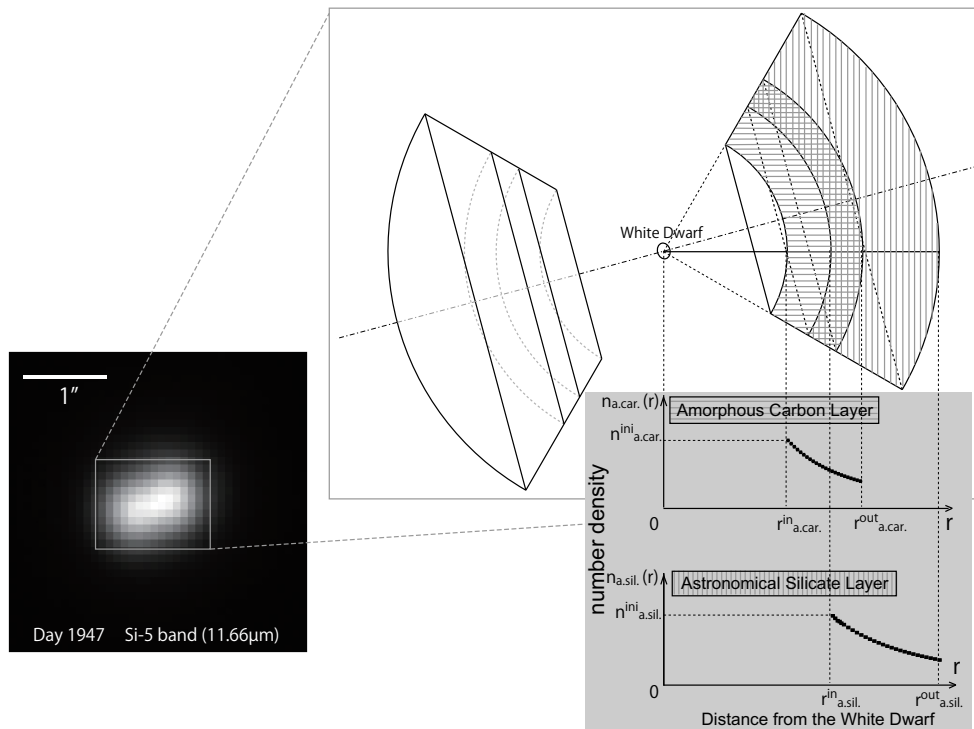 White Dwarf
1″
Day 1947 Si-5 band (11.66μm)
number density
n_a.car. (r)
Amorphous Carbon Layer
n^ini_a.car.
0
r^in_a.car.
r^out_a.car.
r
n_a.sil. (r)
Astronomical Silicate Layer
n^ini_a.sil.
r
0
r^in_a.sil.
r^out_a.sil.
Distance from the White Dwarf